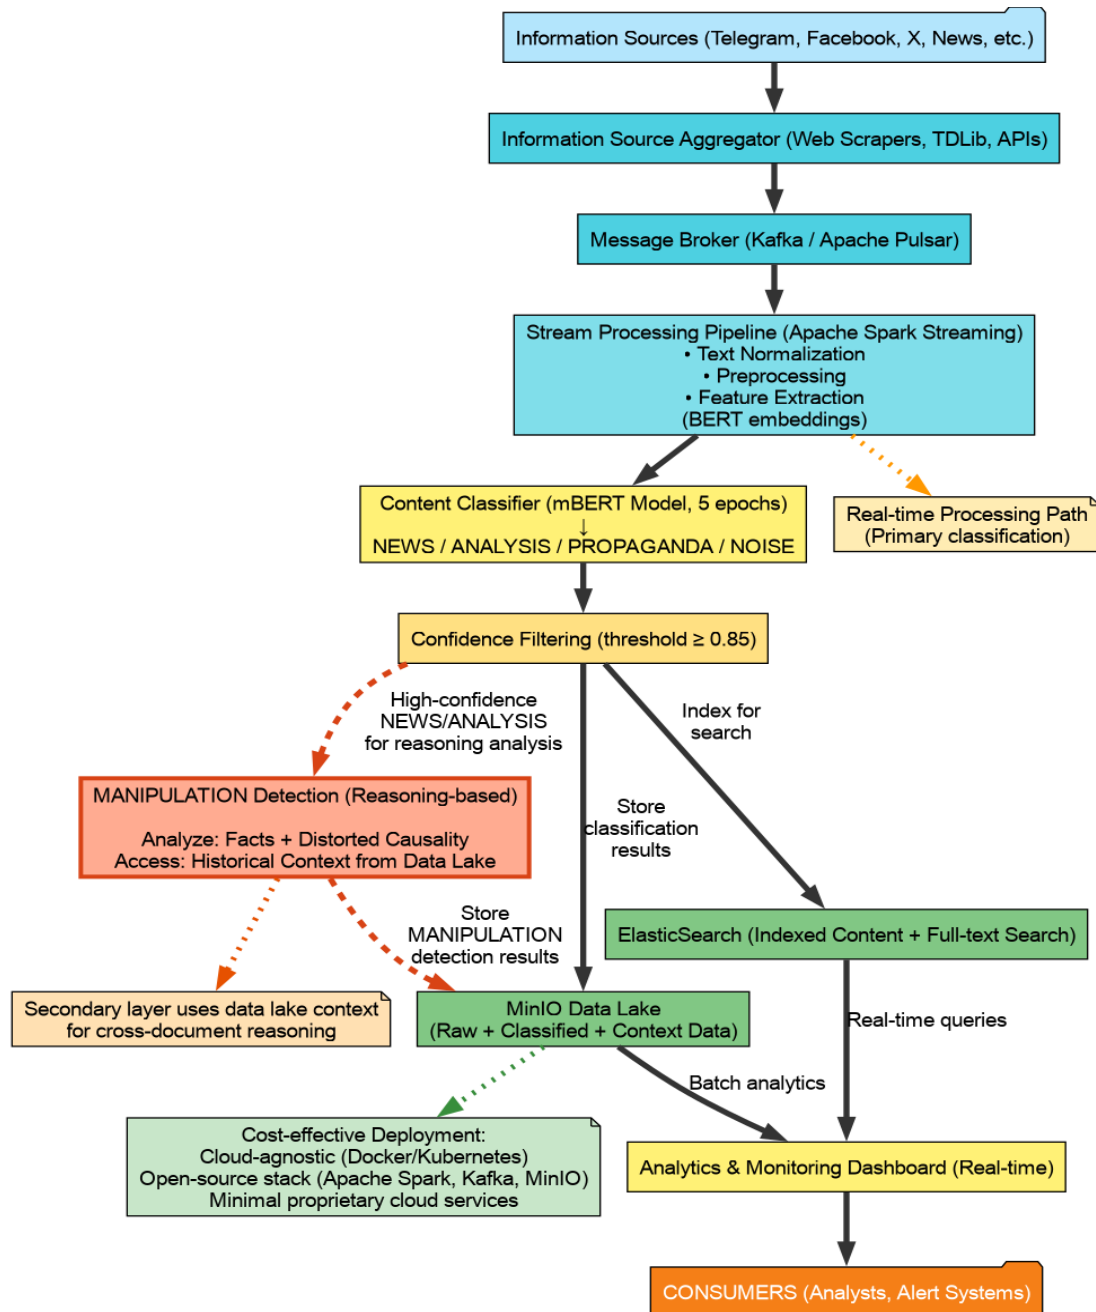 Information Sources (Telegram, Facebook, X, News, etc.)
Information Source Aggregator (Web Scrapers, TDLib, APIs)
Message Broker (Kafka / Apache Pulsar)
Stream Processing Pipeline (Apache Spark Streaming)
• Text Normalization
• Preprocessing
• Feature Extraction
(BERT embeddings)
Content Classifier (mBERT Model, 5 epochs)
↓
NEWS / ANALYSIS / PROPAGANDA / NOISE
Real-time Processing Path
(Primary classification)
Confidence Filtering (threshold ≥ 0.85)
High-confidence
NEWS/ANALYSIS
for reasoning analysis
Index for
search
MANIPULATION Detection (Reasoning-based)
Analyze: Facts + Distorted Causality
Access: Historical Context from Data Lake
Store
classification
results
Store
MANIPULATION
detection results
ElasticSearch (Indexed Content + Full-text Search)
Secondary layer uses data lake context
for cross-document reasoning
MinIO Data Lake
(Raw + Classified + Context Data)
Real-time queries
Batch analytics
Cost-effective Deployment:
Cloud-agnostic (Docker/Kubernetes)
Open-source stack (Apache Spark, Kafka, MinIO)
Minimal proprietary cloud services
Analytics & Monitoring Dashboard (Real-time)
CONSUMERS (Analysts, Alert Systems)